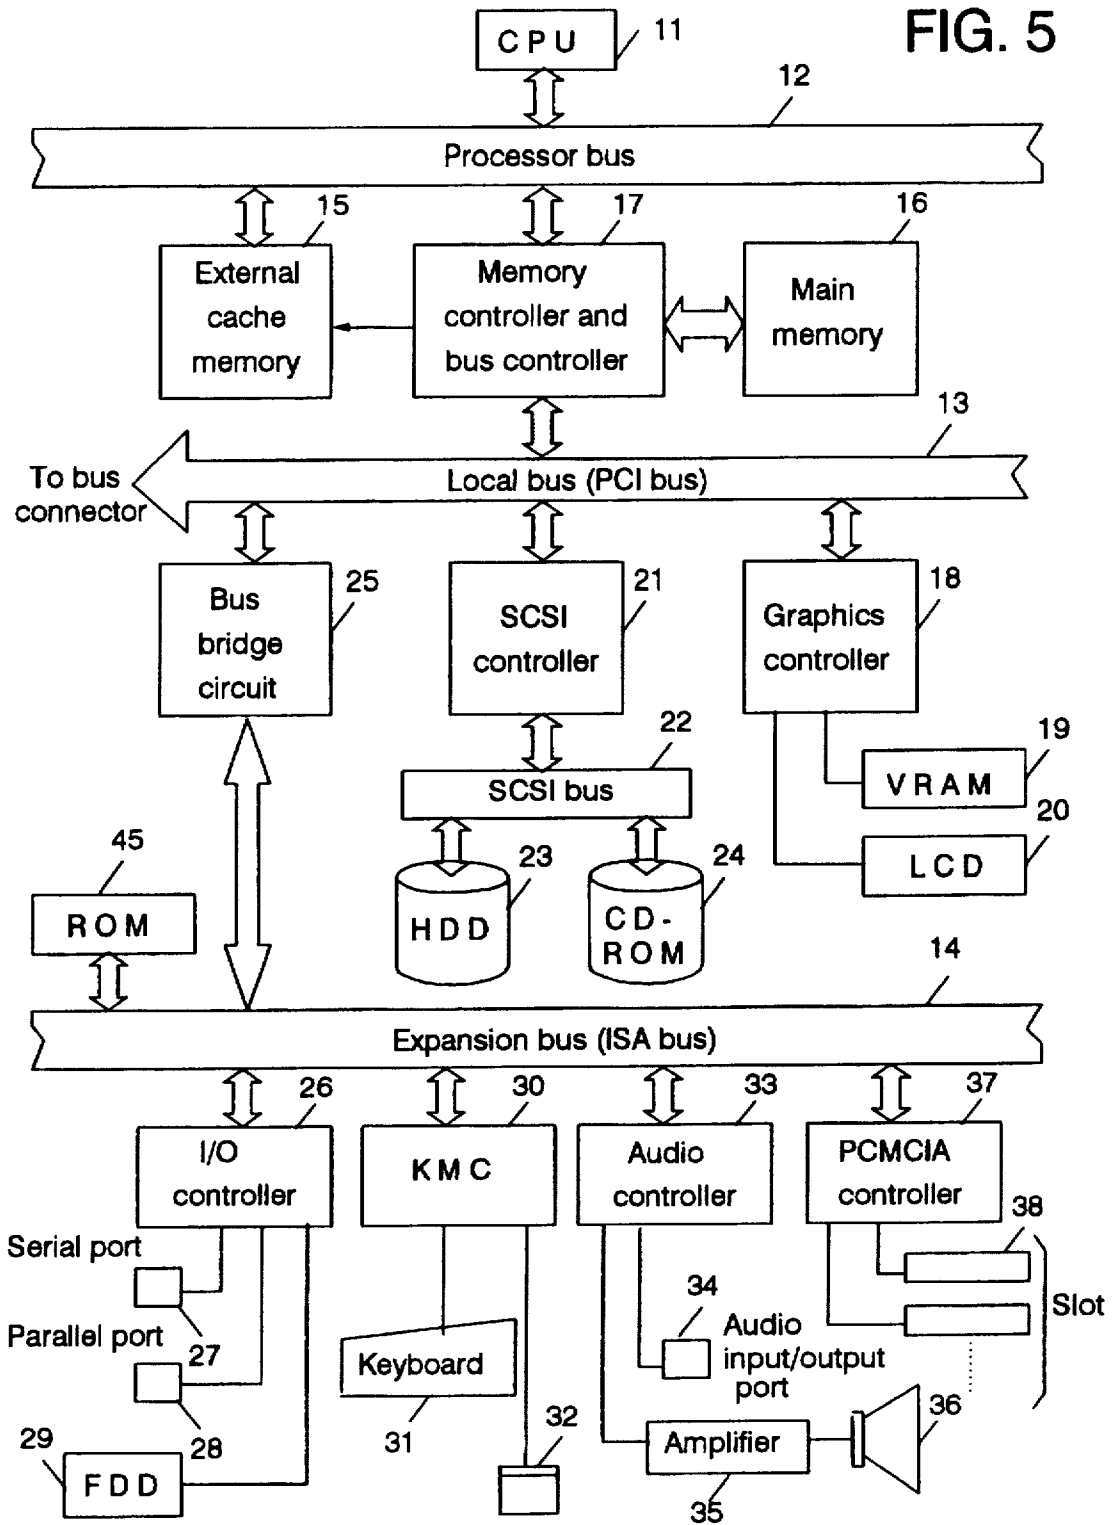 FIG. 5
CPU
11
12
Processor bus
15
17
16
External
cache
memory
Memory
controller and
bus controller
Main
memory
13
To bus
connector
Local bus (PCI bus)
25
21
18
Bus
bridge
circuit
SCSI
controller
Graphics
controller
22
19
SCSI bus
VRAM
20
LCD
45
ROM
23
HDD
24
CD-
ROM
14
Expansion bus (ISA bus)
26
30
33
37
I/O
controller
KMC
Audio
controller
PCMCIA
controller
38
Serial port
27
Slot
Parallel port
28
34
Audio
input/output
port
Keyboard
31
32
36
Amplifier
35
29
FDD